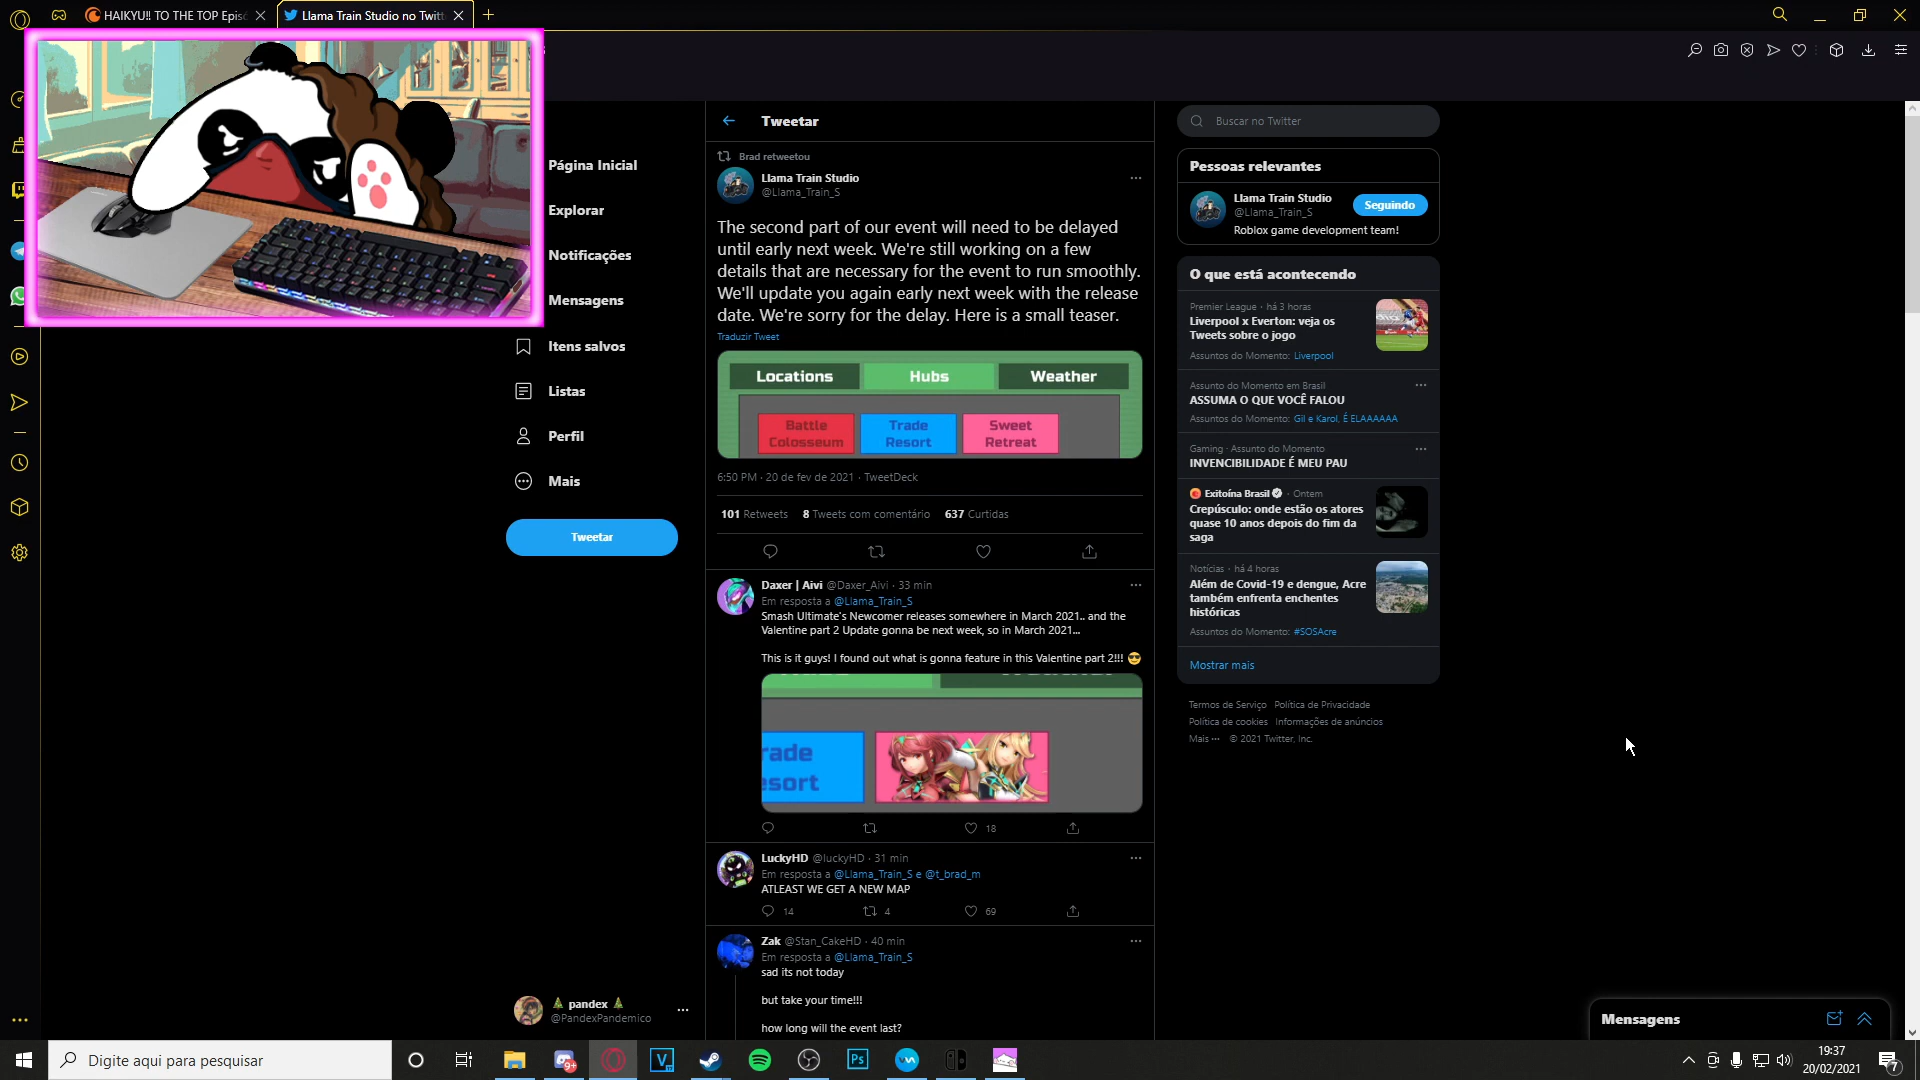 HAIKYU!! TO THE TOP Episó
Llama Train Studio no Twitt
Página Inicial
Explorar
Notificações
Mensagens
Itens salvos
Listas
Perfil
Mais
Tweetar
pandex
@PandexPandemico
Tweetar
Brad retweetou
Llama Train Studio
@Llama_Train_S
The second part of our event will need to be delayed
until early next week. We're still working on a few
details that are necessary for the event to run smoothly.
We'll update you again early next week with the release
date. We're sorry for the delay. Here is a small teaser.
Traduzir Tweet
Locations Hubs Weather
Battle Colosseum
Trade Resort
Sweet Retreat
6:50 PM · 20 de fev de 2021 · TweetDeck
101 Retweets 8 Tweets com comentário 637 Curtidas
Daxer | Aivi @Daxer_Aivi · 33 min
Em resposta a @Llama_Train_S
Smash Ultimate's Newcomer releases somewhere in March 2021.. and the
Valentine part 2 Update gonna be next week, so in March 2021...
This is it guys! I found out what is gonna feature in this Valentine part 2!!!
rade
esort
18
LuckyHD @luckyHD · 31 min
Em resposta a @Llama_Train_S e @t_brad_m
ATLEAST WE GET A NEW MAP
14 4 69
Zak @Stan_CakeHD · 40 min
Em resposta a @Llama_Train_S
sad its not today
but take your time!!!
how long will the event last?
Buscar no Twitter
Pessoas relevantes
Llama Train Studio
@Llama_Train_S
Seguindo
Roblox game development team!
O que está acontecendo
Premier League · há 3 horas
Liverpool x Everton: veja os
Tweets sobre o jogo
Assuntos do Momento: Liverpool
Assunto do Momento em Brasil
ASSUMA O QUE VOCÊ FALOU
Assuntos do Momento: Gil e Karol, É ELAAAAAA
Gaming · Assunto do Momento
INVENCIBILIDADE É MEU PAU
Exitoína Brasil · Ontem
Crepúsculo: onde estão os atores
quase 10 anos depois do fim da
saga
Notícias · há 4 horas
Além de Covid-19 e dengue, Acre
também enfrenta enchentes
históricas
Assuntos do Momento: #SOSAcre
Mostrar mais
Termos de Serviço Política de Privacidade
Política de cookies Informações de anúncios
Mais ··· © 2021 Twitter, Inc.
Mensagens
Digite aqui para pesquisar
9+
V
Ps
19:37
20/02/2021
7